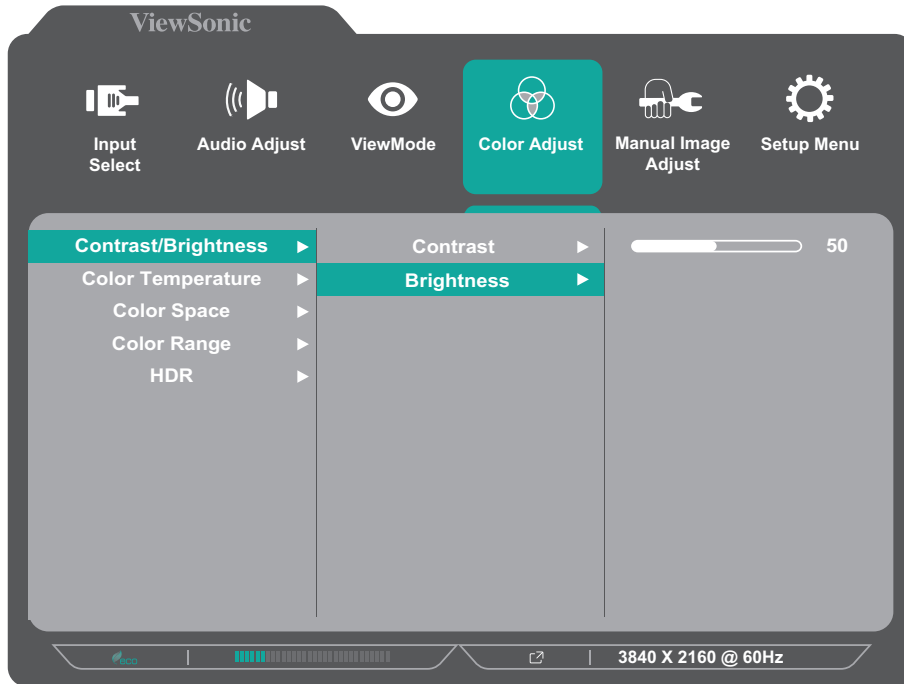 ViewSonic
Input
Select
Audio Adjust
ViewMode
Color Adjust
Manual Image
Adjust
Setup Menu
Contrast/Brightness
Color Temperature
Color Space
Color Range
HDR
Contrast
Brightness
50
eco
3840 X 2160 @ 60Hz